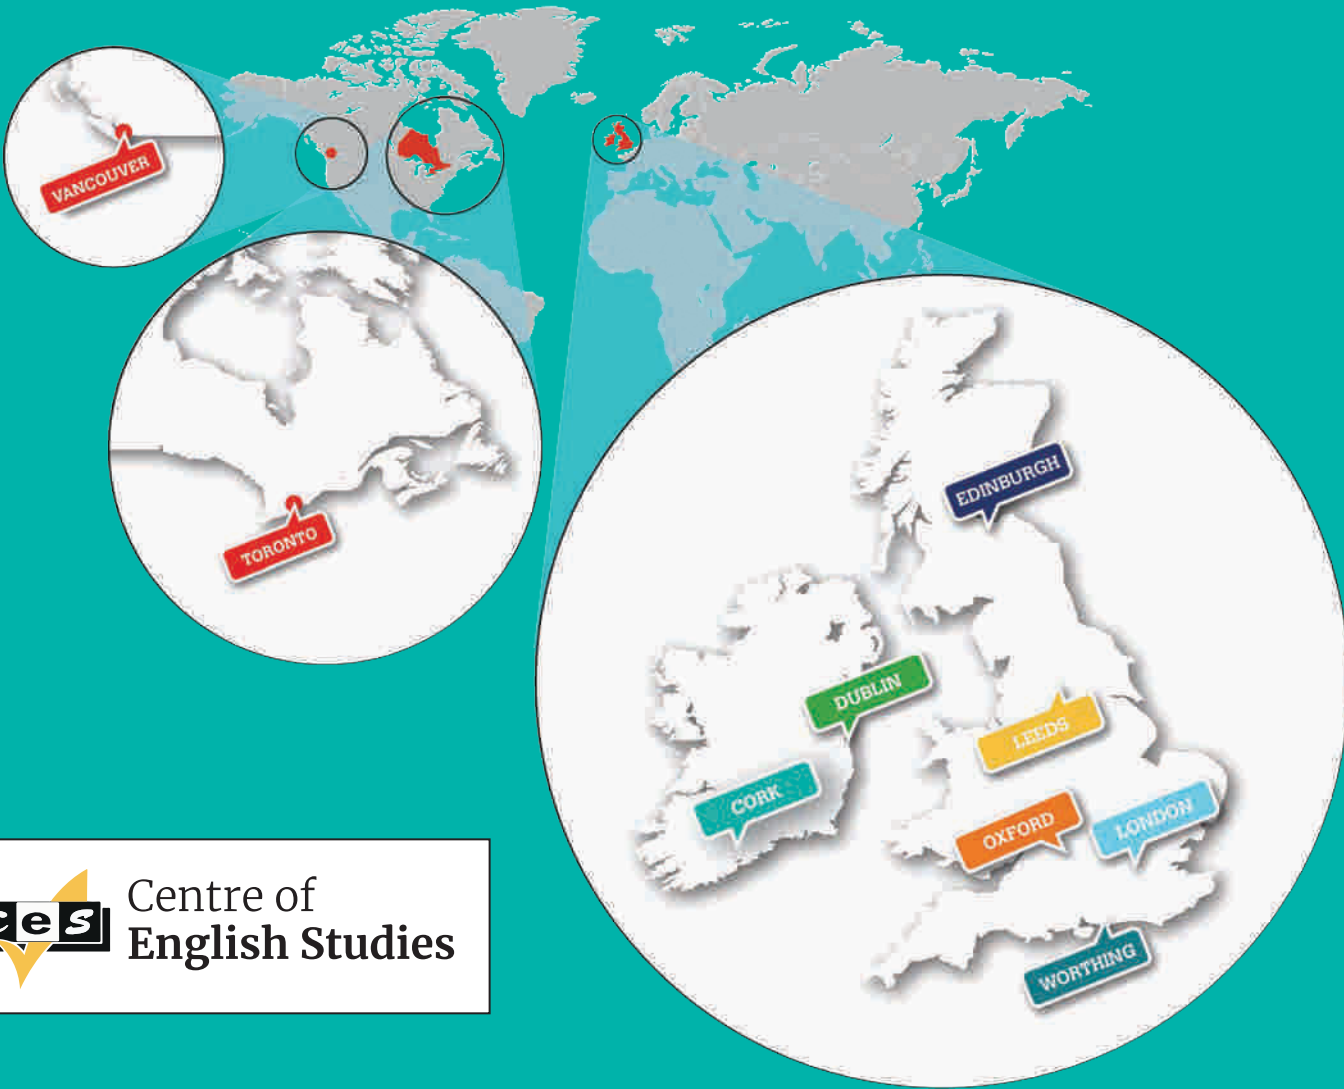 VANCOUVER
TORONTO
EDINBURGH
DUBLIN
LEEDS
CORK
OXFORD
LONDON
WORTHING
ces
Centre of
English Studies